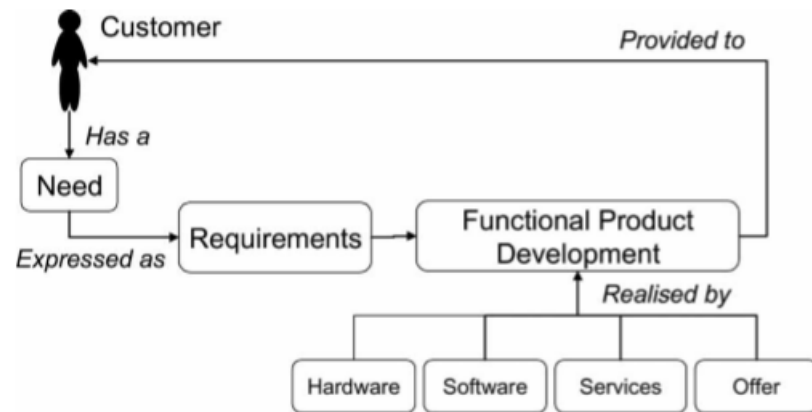 Customer
Provided to
Has a
Need
Expressed as
Requirements
Functional Product
Development
Realised by
Hardware
Software
Services
Offer